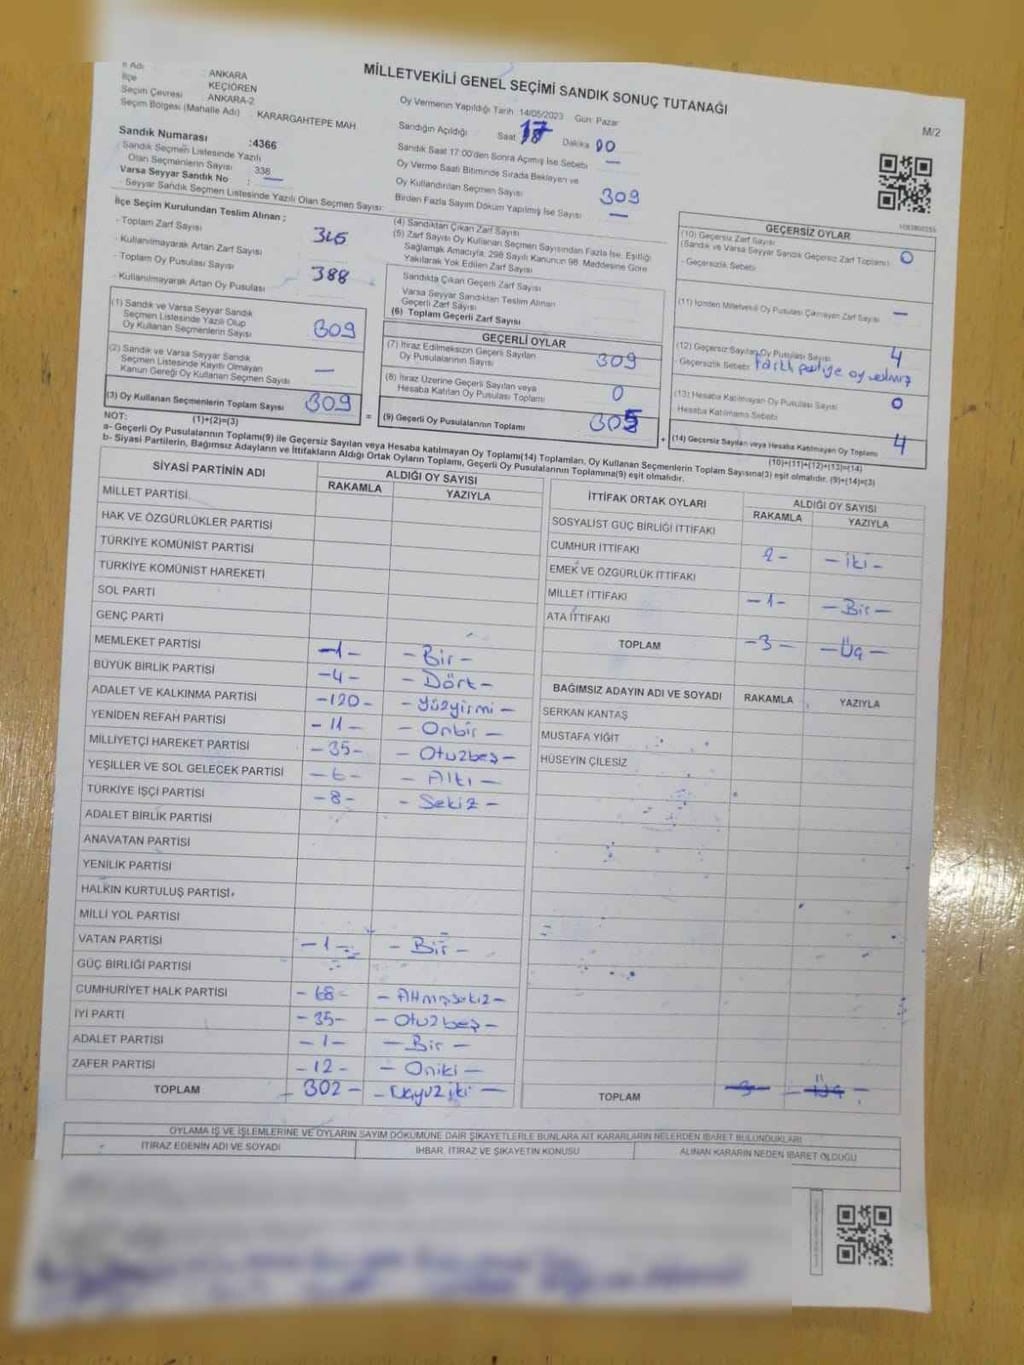 MİLLETVEKİLİ GENEL SEÇİMİ SANDIK SONUÇ TUTANAĞI
M/2
İl Adı : ANKARA
İlçe : KEÇİÖREN
Seçim Çevresi : ANKARA-2
Seçim Bölgesi (Mahalle Adı) : KARARGAHTEPE MAH
Sandık Numarası :4366
Sandık Seçmen Listesinde Yazılı
Olan Seçmenlerin Sayısı : 338
Varsa Seyyar Sandık No : —
Seyyar Sandık Seçmen Listesinde Yazılı Olan Seçmen Sayısı:
Oy Vermenin Yapıldığı Tarih: 14/05/2023 Gün: Pazar
Sandığın Açıldığı Saat Dakika 00
Sandık Saat 17:00'den Sonra Açılmış İse Sebebi —
Oy Verme Saati Bitiminde Sırada Bekleyen ve
Oy Kullandırılan Seçmen Sayısı 309
Birden Fazla Sayım Döküm Yapılmış İse Sayısı —
İlçe Seçim Kurulundan Teslim Alınan ;
- Toplam Zarf Sayısı
- Kullanılmayarak Artan Zarf Sayısı
- Toplam Oy Pusulası Sayısı 388
- Kullanılmayarak Artan Oy Pusulası
(1) Sandık ve Varsa Seyyar Sandık
Seçmen Listesinde Yazılı Olup
Oy Kullanan Seçmenlerin Sayısı 309
(2) Sandık ve Varsa Seyyar Sandık
Seçmen Listesinde Kayıtlı Olmayan
Kanun Gereği Oy Kullanan Seçmen Sayısı —
(3) Oy Kullanan Seçmenlerin Toplam Sayısı 309
(1)+(2)=(3)
(4) Sandıktan Çıkan Zarf Sayısı
(5) Zarf Sayısı Oy Kullanan Seçmen Sayısından Fazla İse, Eşitliği
Sağlamak Amacıyla, 298 Sayılı Kanunun 98. Maddesine Göre
Yakılarak Yok Edilen Zarf Sayısı
Sandıkta Çıkan Geçerli Zarf Sayısı
Varsa Seyyar Sandıktan Teslim Alınan
Geçerli Zarf Sayısı
(6) Toplam Geçerli Zarf Sayısı
GEÇERLİ OYLAR
(7) İtiraz Edilmeksizin Geçerli Sayılan
Oy Pusulalarının Sayısı 309
(8) İtiraz Üzerine Geçerli Sayılan veya
Hesaba Katılan Oy Pusulası Toplamı 0
= (9) Geçerli Oy Pusulalarının Toplamı 305 +
GEÇERSİZ OYLAR
(10) Geçersiz Zarf Sayısı
(Sandık ve Varsa Seyyar Sandık Geçersiz Zarf Toplamı) 0
- Geçersizlik Sebebi
(11) İçinden Milletvekili Oy Pusulası Çıkmayan Zarf Sayısı —
(12) Geçersiz Sayılan Oy Pusulası Sayısı 4
Geçersizlik Sebebi farklı partiye oy verilmiş
(13) Hesaba Katılmayan Oy Pusulası Sayısı 0
Hesaba Katılmama Sebebi
(14) Geçersiz Sayılan veya Hesaba Katılmayan Oy Toplamı 4
(10)+(11)+(12)+(13)=(14)
NOT:
a- Geçerli Oy Pusulalarının Toplamı(9) ile Geçersiz Sayılan veya Hesaba katılmayan Oy Toplamı(14) Toplamları, Oy Kullanan Seçmenlerin Toplam Sayısına(3) eşit olmalıdır. (9)+(14)=(3)
b- Siyasi Partilerin, Bağımsız Adayların ve İttifakların Aldığı Ortak Oyların Toplamı, Geçerli Oy Pusulalarının Toplamına(9) eşit olmalıdır.
SİYASİ PARTİNİN ADI ALDIĞI OY SAYISI
RAKAMLA YAZIYLA
MİLLET PARTİSİ
HAK VE ÖZGÜRLÜKLER PARTİSİ
TÜRKİYE KOMÜNİST PARTİSİ
TÜRKİYE KOMÜNİST HAREKETİ
SOL PARTİ
GENÇ PARTİ
MEMLEKET PARTİSİ -1- -Bir-
BÜYÜK BİRLİK PARTİSİ -4- -Dört-
ADALET VE KALKINMA PARTİSİ -120- -Yüzyirmi-
YENİDEN REFAH PARTİSİ -11- -Onbir-
MİLLİYETÇİ HAREKET PARTİSİ -35- -Otuzbeş-
YEŞİLLER VE SOL GELECEK PARTİSİ -6- -Altı-
TÜRKİYE İŞÇİ PARTİSİ -8- -Sekiz-
ADALET BİRLİK PARTİSİ
ANAVATAN PARTİSİ
YENİLİK PARTİSİ
HALKIN KURTULUŞ PARTİSİ
MİLLİ YOL PARTİSİ
VATAN PARTİSİ -1- -Bir-
GÜÇ BİRLİĞİ PARTİSİ
CUMHURİYET HALK PARTİSİ -68- -Altmışsekiz-
İYİ PARTİ -35- -Otuzbeş-
ADALET PARTİSİ -1- -Bir-
ZAFER PARTİSİ -12- -Oniki-
TOPLAM -302- -Üçyüziki-
İTTİFAK ORTAK OYLARI ALDIĞI OY SAYISI
RAKAMLA YAZIYLA
SOSYALİST GÜÇ BİRLİĞİ İTTİFAKI
CUMHUR İTTİFAKI 2- -iki-
EMEK VE ÖZGÜRLÜK İTTİFAKI
MİLLET İTTİFAKI -1- -Bir-
ATA İTTİFAKI
TOPLAM -3- -Üç-
BAĞIMSIZ ADAYIN ADI VE SOYADI RAKAMLA YAZIYLA
SERKAN KANTAŞ
MUSTAFA YİĞİT
HÜSEYİN ÇİLESİZ
TOPLAM
OYLAMA İŞ VE İŞLEMLERİNE VE OYLARIN SAYIM DÖKÜMÜNE DAİR ŞİKAYETLERLE BUNLARA AİT KARARLARIN NELERDEN İBARET BULUNDUKLARI
İTİRAZ EDENİN ADI VE SOYADI İHBAR, İTİRAZ VE ŞİKAYETİN KONUSU ALINAN KARARIN NEDEN İBARET OLDUĞU